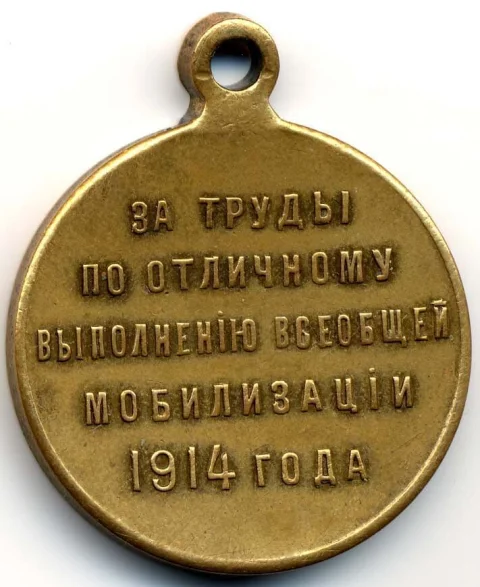 ЗА ТРУДЫ
ПО ОТЛИЧНОМУ
ВЫПОЛНЕНІЮ ВСЕОБЩЕЙ
МОБИЛИЗАЦІИ
1914 ГОДА